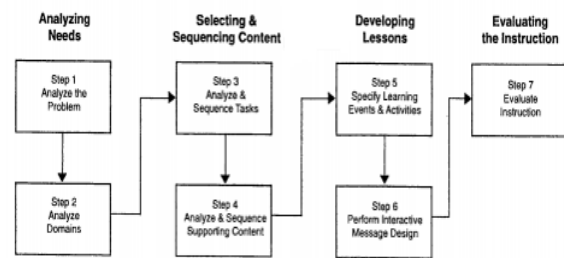 Analyzing
Needs
Selecting &
Sequencing Content
Developing
Lessons
Evaluating
the Instruction
Step 1
Analyze the
Problem
Step 2
Analyze
Domains
Step 3
Analyze &
Sequence Tasks
Step 4
Analyze & Sequence
Supporting Content
Step 5
Specify Learning
Events & Activities
Step 6
Perform Interactive
Message Design
Step 7
Evaluate
Instruction